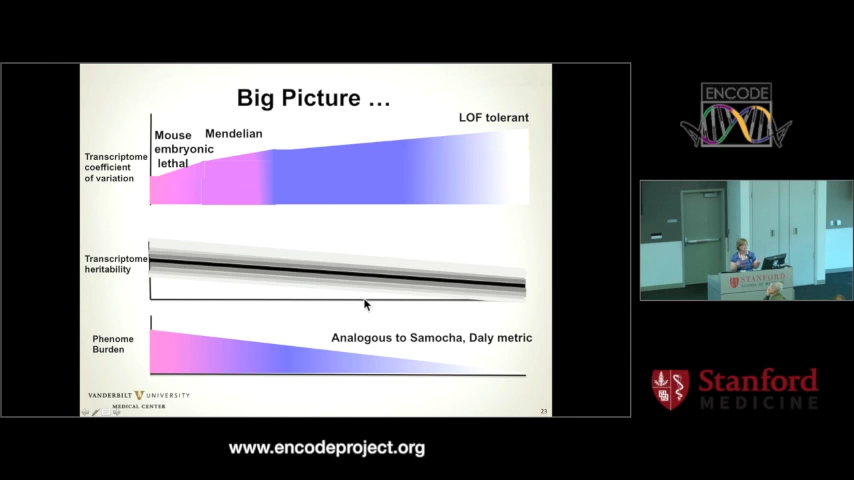 Big Picture ...
LOF tolerant
Mouse
embryonic
lethal
Mendelian
Transcriptome
coefficient
of variation
Transcriptome
heritability
Phenome
Burden
Analogous to Samocha, Daly metric
VANDERBILT V UNIVERSITY
MEDICAL CENTER
23
ENCODE
STANFORD
Stanford
MEDICINE
www.encodeproject.org